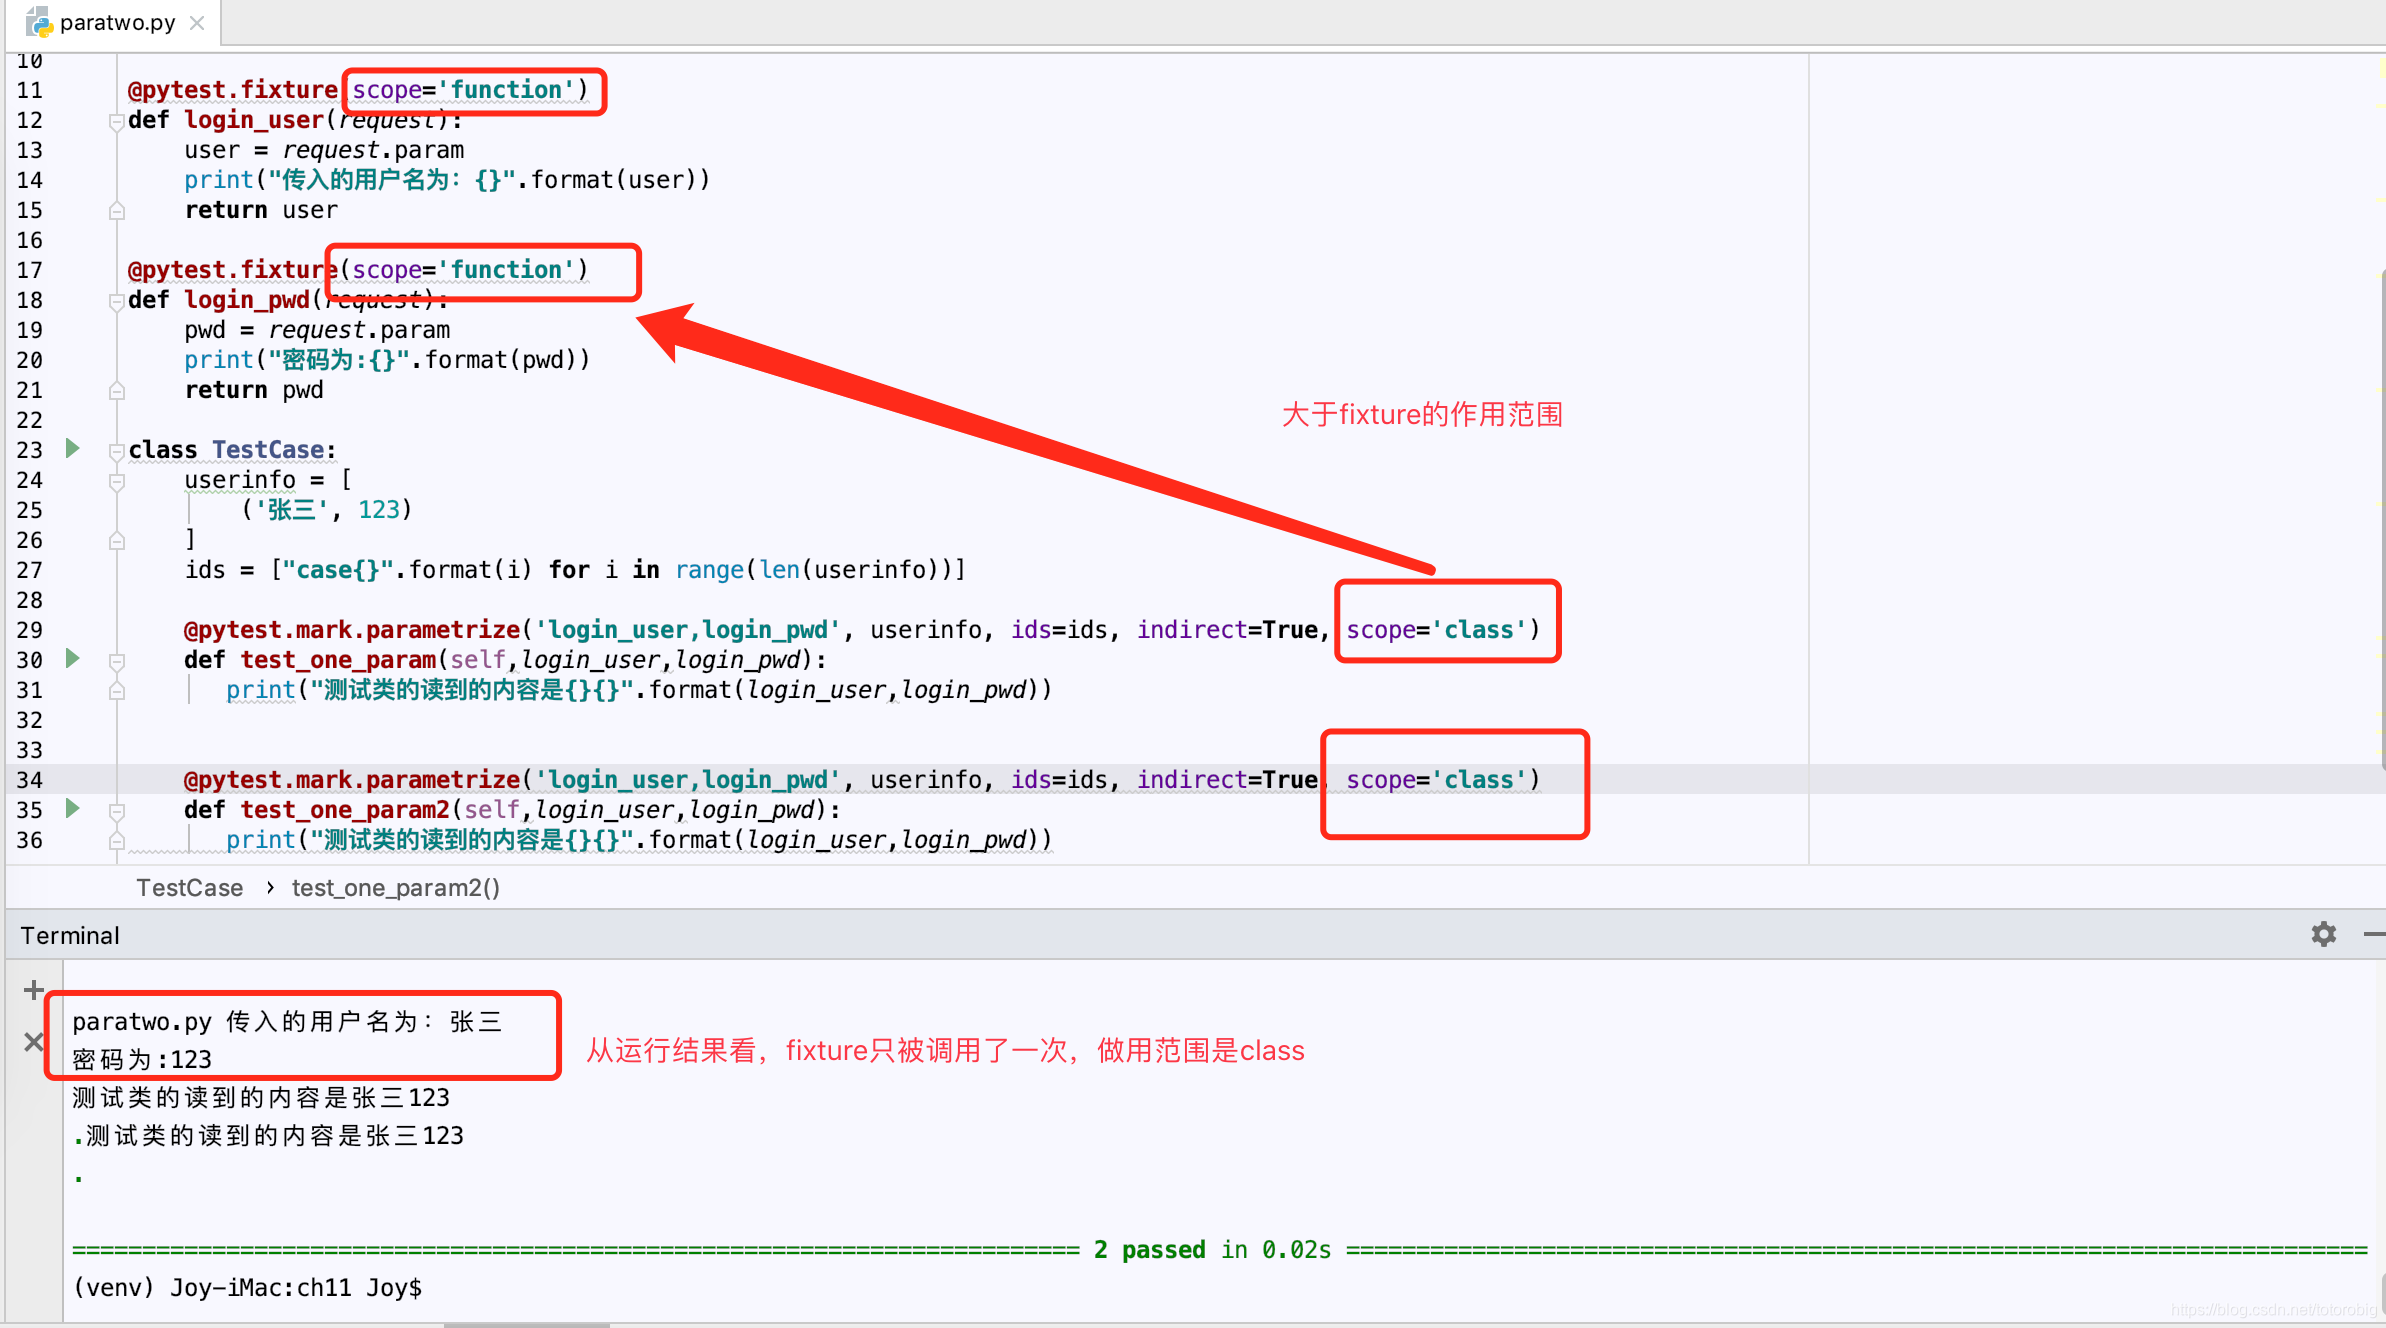 paratwo.py
10
11 @pytest.fixture(scope='function')
12 def login_user(request):
13 user = request.param
14 print("传入的用户名为：{}".format(user))
15 return user
16
17 @pytest.fixture(scope='function')
18 def login_pwd(request):
19 pwd = request.param
20 print("密码为:{}".format(pwd))
21 return pwd
22
大于fixture的作用范围
23 class TestCase:
24 userinfo = [
25 ('张三', 123)
26 ]
27 ids = ["case{}".format(i) for i in range(len(userinfo))]
28
29 @pytest.mark.parametrize('login_user,login_pwd', userinfo, ids=ids, indirect=True, scope='class')
30 def test_one_param(self,login_user,login_pwd):
31 print("测试类的读到的内容是{}{}".format(login_user,login_pwd))
32
33
34 @pytest.mark.parametrize('login_user,login_pwd', userinfo, ids=ids, indirect=True, scope='class')
35 def test_one_param2(self,login_user,login_pwd):
36 print("测试类的读到的内容是{}{}".format(login_user,login_pwd))
TestCase › test_one_param2()
Terminal
paratwo.py 传入的用户名为：张三
密码为:123
从运行结果看，fixture只被调用了一次，做用范围是class
测试类的读到的内容是张三123
.测试类的读到的内容是张三123
.
======================================================================== 2 passed in 0.02s =========================================================================
(venv) Joy-iMac:ch11 Joy$
https://blog.csdn.net/totorobig